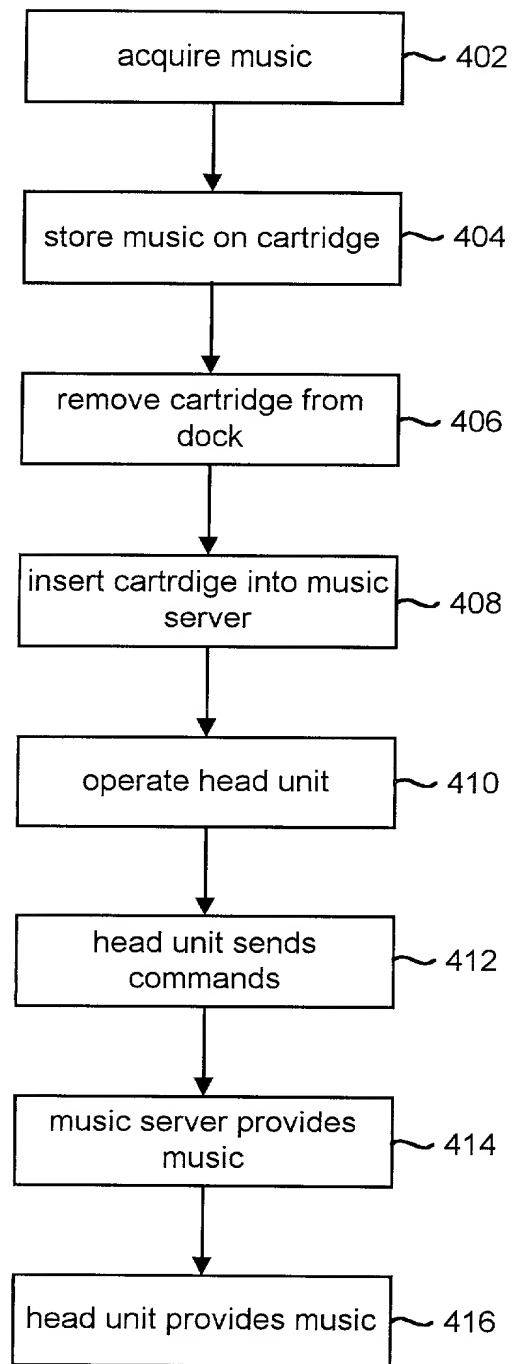 acquire music 402
store music on cartridge 404
remove cartridge from
dock 406
insert cartrdige into music
server 408
operate head unit 410
head unit sends
commands 412
music server provides
music 414
head unit provides music 416